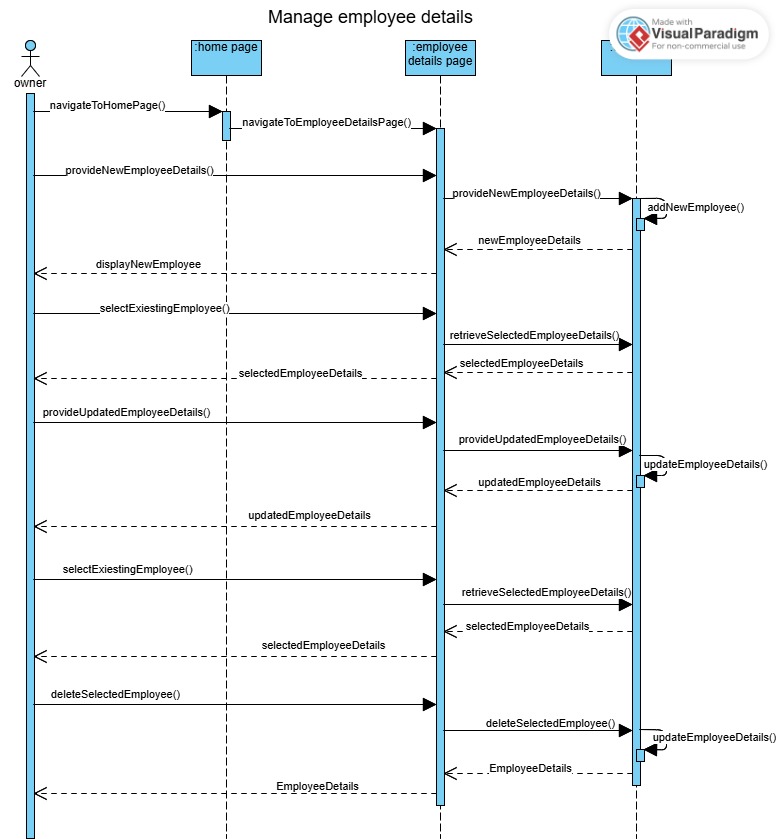 Manage employee details
Made with
VisualParadigm
For non-commercial use
:home page
:employee
details page
owner
navigateToHomePage()
navigateToEmployeeDetailsPage()
provideNewEmployeeDetails()
provideNewEmployeeDetails()
addNewEmployee()
newEmployeeDetails
displayNewEmployee
selectExiestingEmployee()
retrieveSelectedEmployeeDetails()
selectedEmployeeDetails
selectedEmployeeDetails
provideUpdatedEmployeeDetails()
provideUpdatedEmployeeDetails()
updateEmployeeDetails()
updatedEmployeeDetails
updatedEmployeeDetails
selectExiestingEmployee()
retrieveSelectedEmployeeDetails()
selectedEmployeeDetails
selectedEmployeeDetails
deleteSelectedEmployee()
deleteSelectedEmployee()
updateEmployeeDetails()
EmployeeDetails
EmployeeDetails